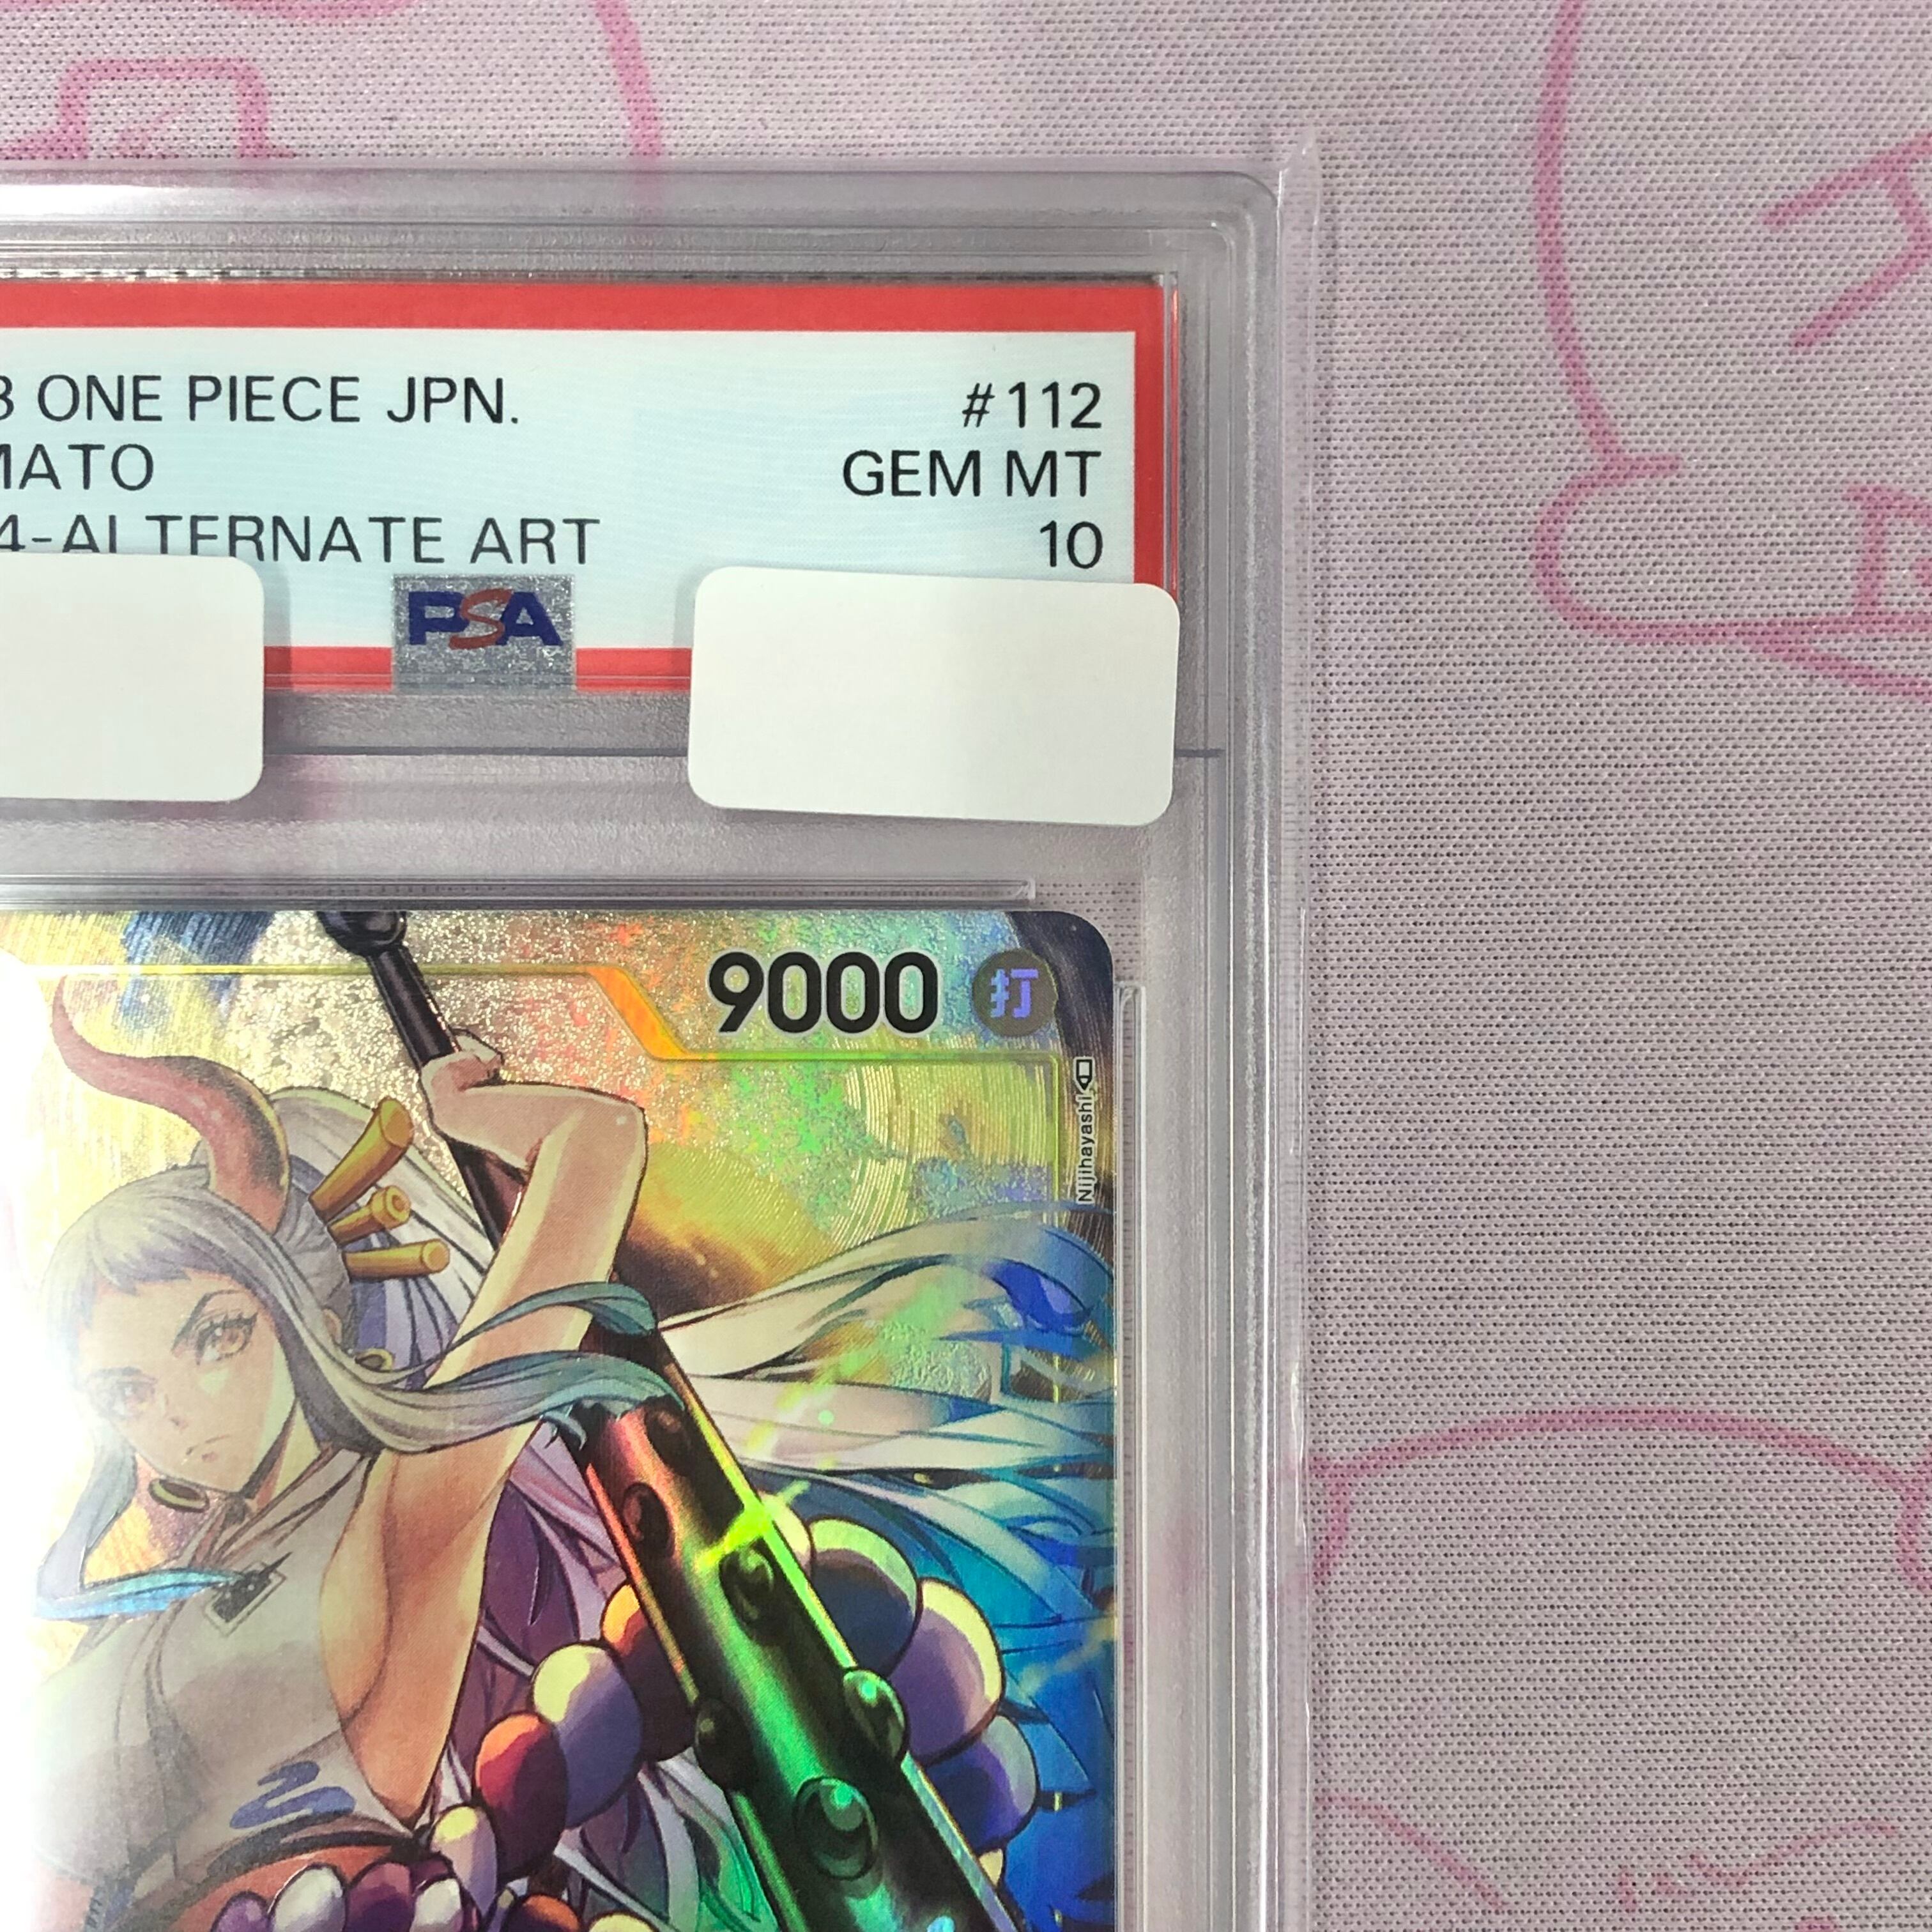 3 ONE PIECE JPN. #112
MATO GEM MT
4-ALTERNATE ART 10
PSA
9000 打
Nijihayashi